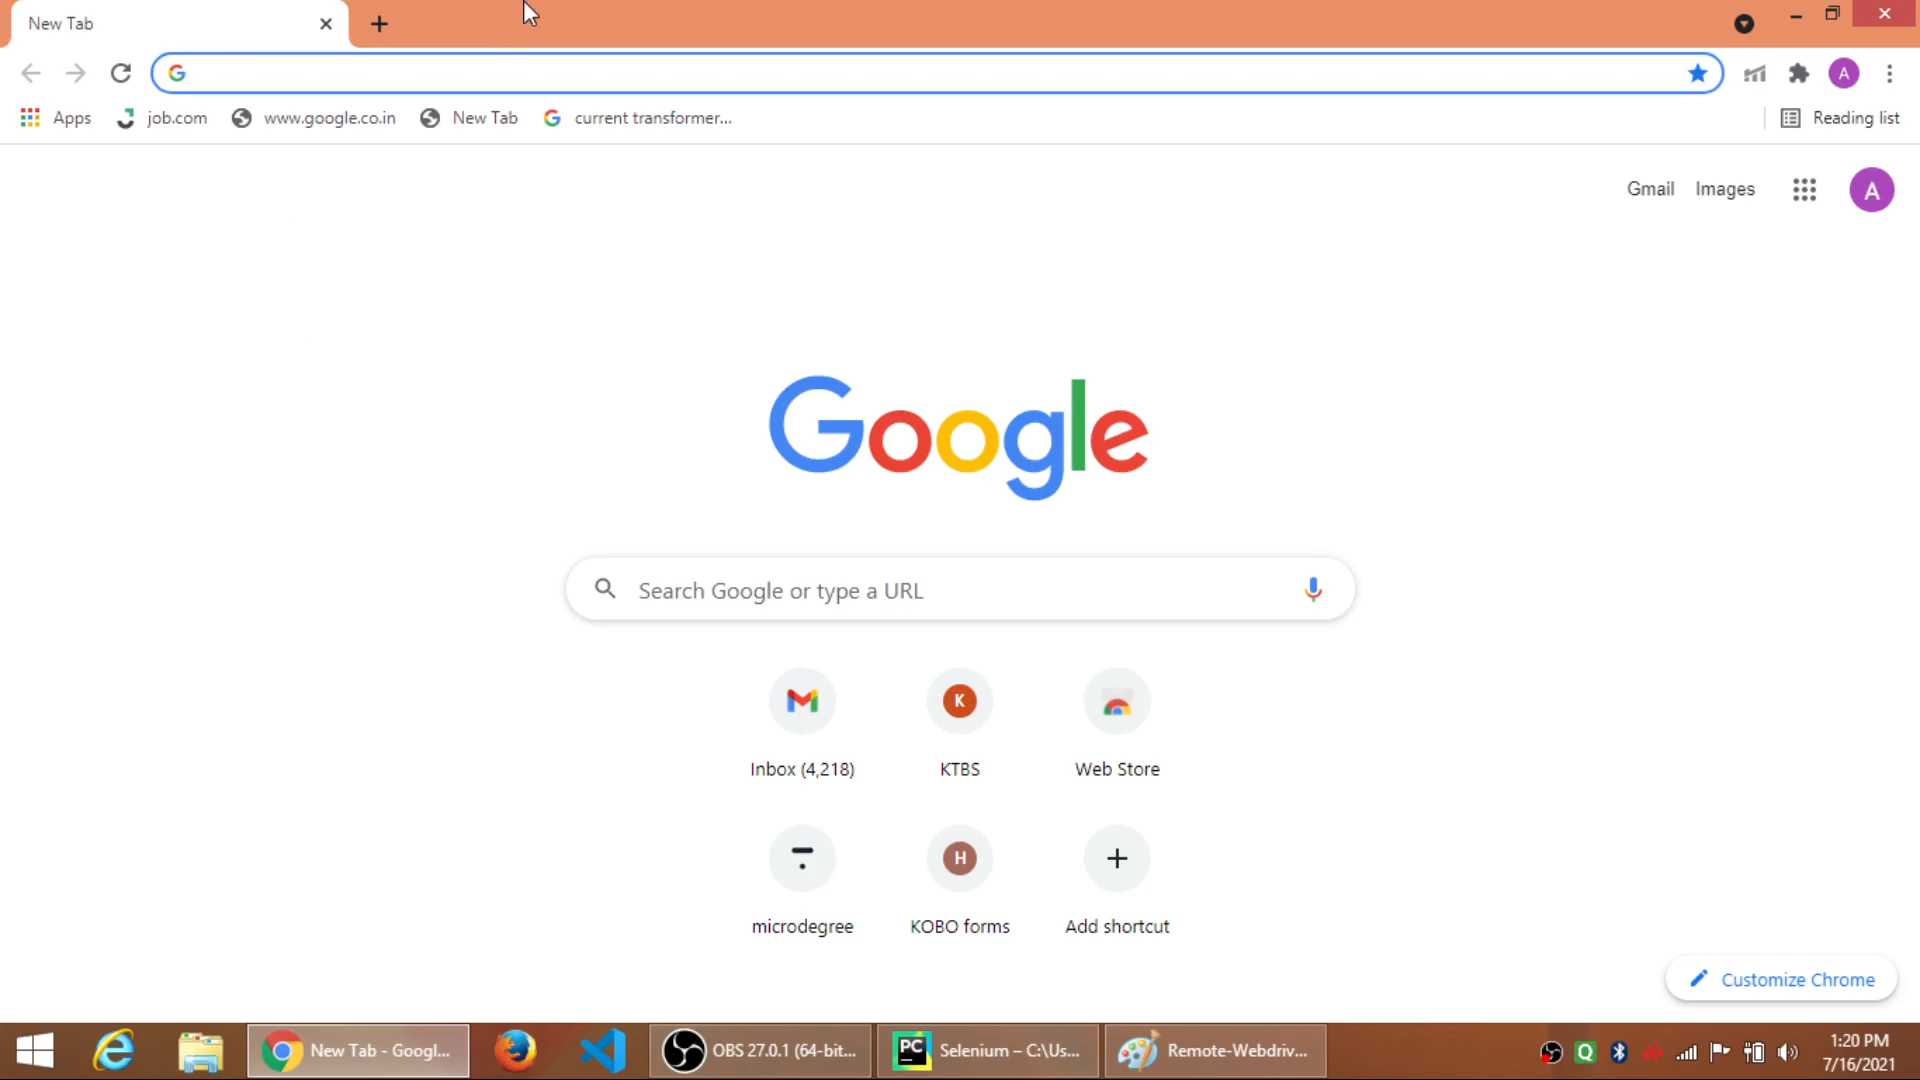 New Tab
Apps
job.com
www.google.co.in
New Tab
current transformer...
Reading list
A
Gmail
Images
A
Google
Search Google or type a URL
K
Inbox (4,218)
KTBS
Web Store
H
microdegree
KOBO forms
Add shortcut
Customize Chrome
New Tab - Googl...
OBS 27.0.1 (64-bit...
PC
Selenium – C:\Us...
Remote-Webdriv...
Q
1:20 PM
7/16/2021